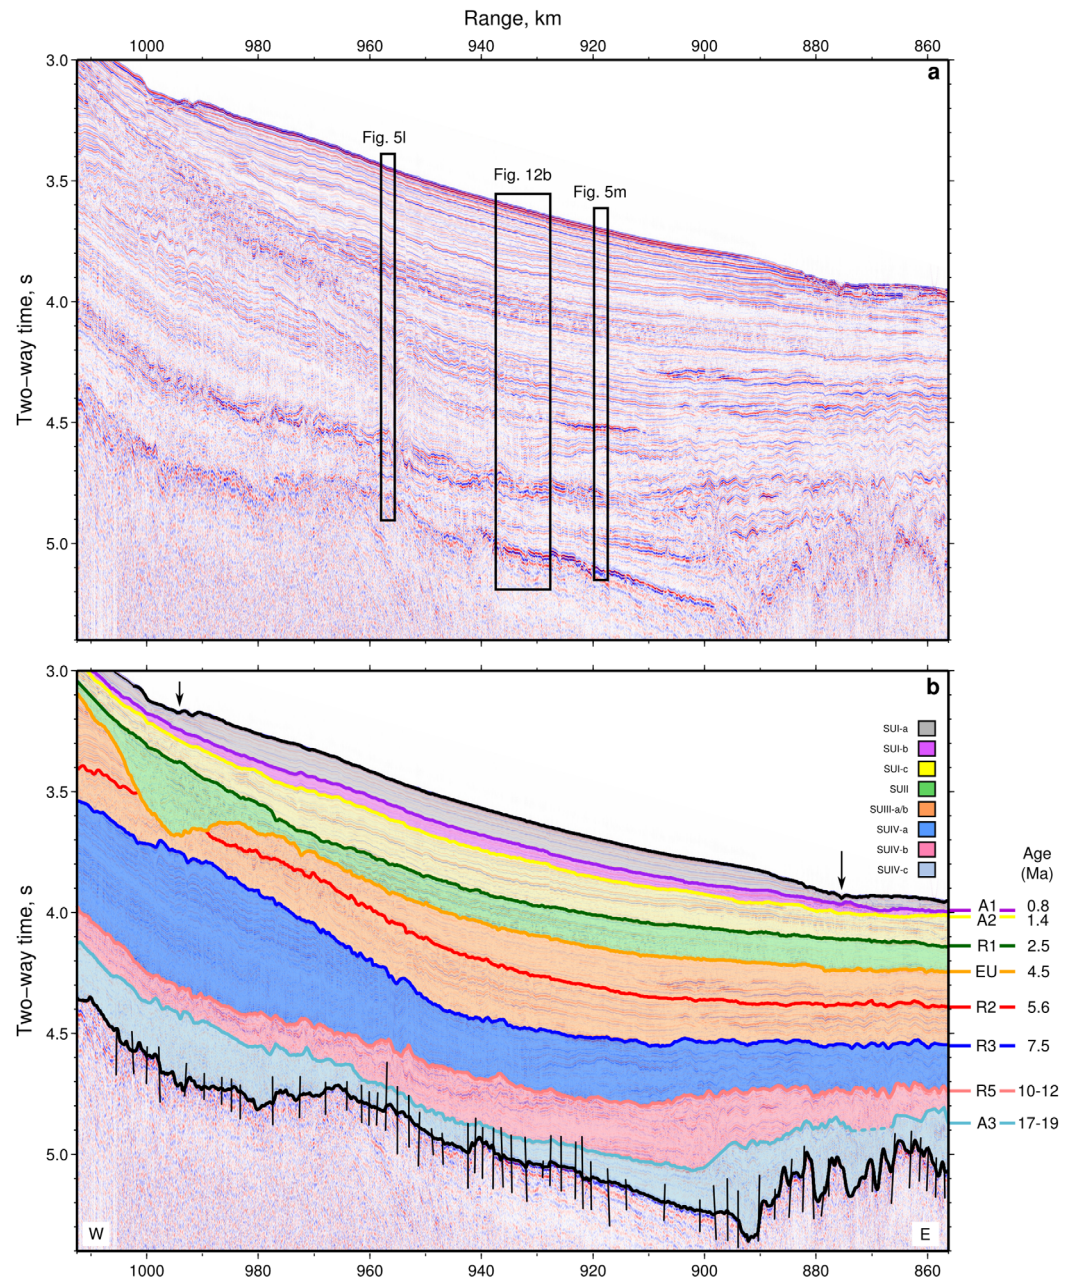 Range, km
1000 980 960 940 920 900 880 860
a
3.0
3.5
4.0
4.5
5.0
Two-way time, s
Fig. 5l
Fig. 12b
Fig. 5m
b
3.0
3.5
4.0
4.5
5.0
Two-way time, s
SUI-a
SUI-b
SUI-c
SUII
SUIII-a/b
SUIV-a
SUIV-b
SUIV-c
Age
(Ma)
A1 0.8
A2 1.4
R1 2.5
EU 4.5
R2 5.6
R3 7.5
R5 10-12
A3 17-19
W E
1000 980 960 940 920 900 880 860